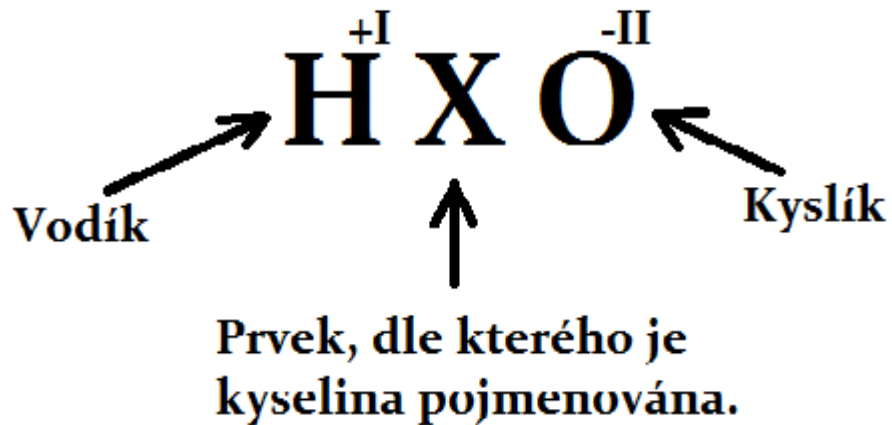 +I -II
H X O
Vodík
Kyslík
Prvek, dle kterého je
kyselina pojmenována.